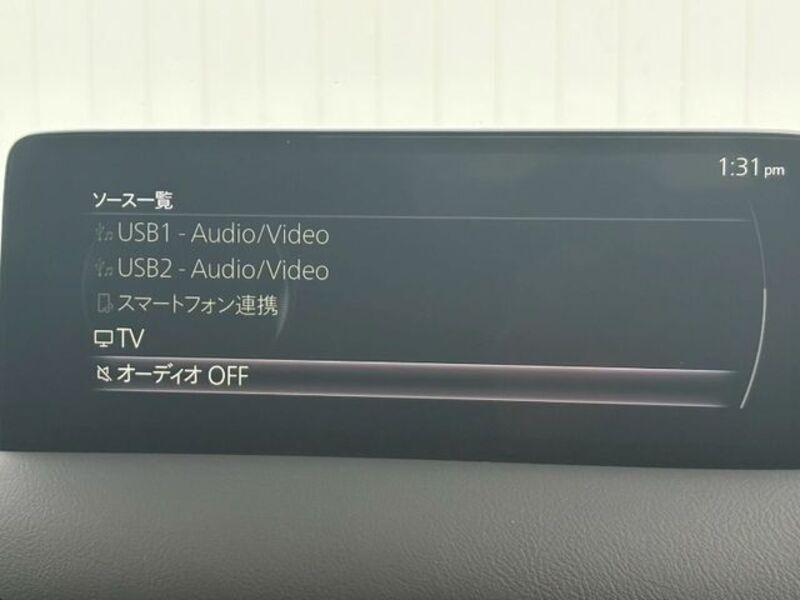 1:31 pm
ソース一覧
USB1 - Audio/Video
USB2 - Audio/Video
スマートフォン連携
TV
オーディオ OFF